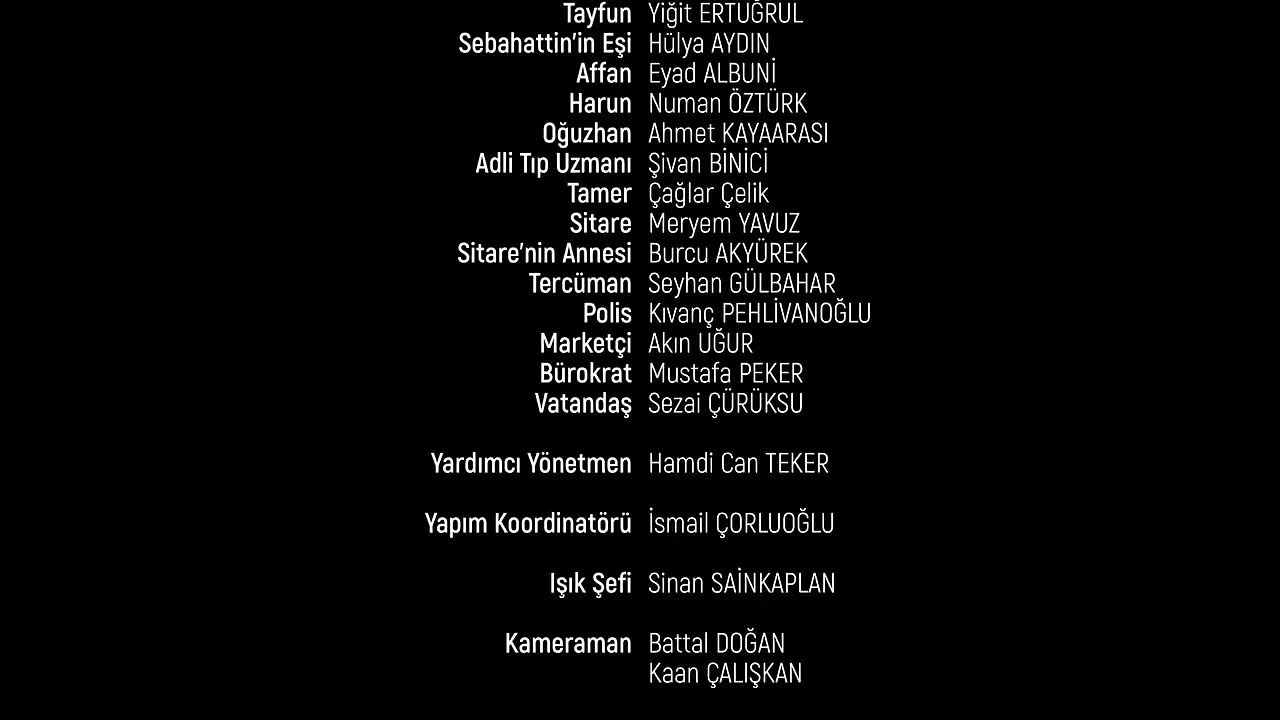 Tayfun Yiğit ERTUĞRUL
Sebahattin'in Eşi Hülya AYDIN
Affan Eyad ALBUNİ
Harun Numan ÖZTÜRK
Oğuzhan Ahmet KAYAARASI
Adli Tıp Uzmanı Şivan BİNİCİ
Tamer Çağlar Çelik
Sitare Meryem YAVUZ
Sitare'nin Annesi Burcu AKYÜREK
Tercüman Seyhan GÜLBAHAR
Polis Kıvanç PEHLİVANOĞLU
Marketçi Akın UĞUR
Bürokrat Mustafa PEKER
Vatandaş Sezai ÇÜRÜKSU
Yardımcı Yönetmen Hamdi Can TEKER
Yapım Koordinatörü İsmail ÇORLUOĞLU
Işık Şefi Sinan SAİNKAPLAN
Kameraman Battal DOĞAN
Kaan ÇALIŞKAN